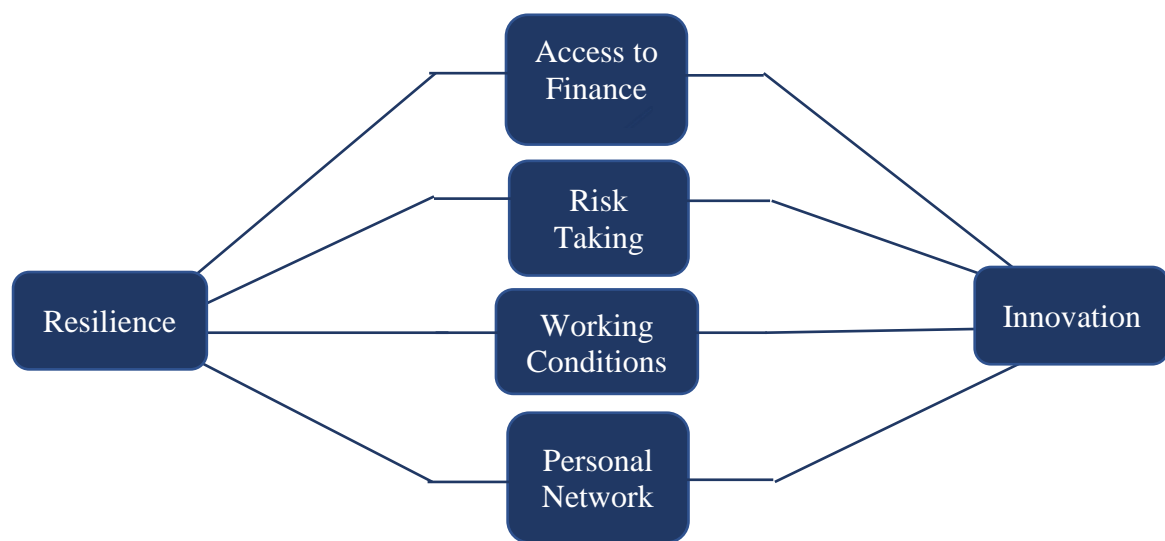 Access to
Finance
Risk
Taking
Resilience
Working
Conditions
Innovation
Personal
Network